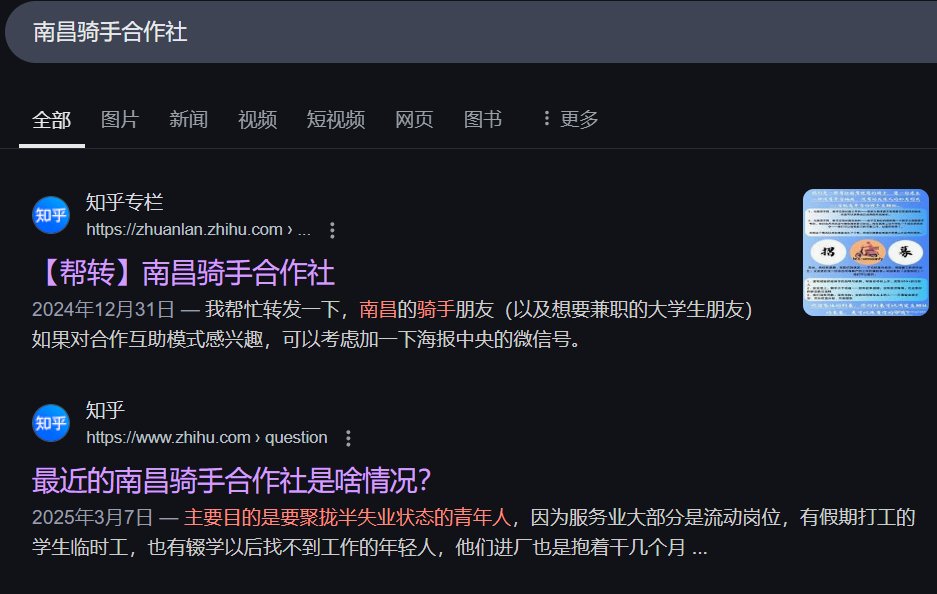 南昌骑手合作社
全部 图片 新闻 视频 短视频 网页 图书 更多
知乎
知乎专栏
https://zhuanlan.zhihu.com › ...
【帮转】南昌骑手合作社
2024年12月31日 — 我帮忙转发一下，南昌的骑手朋友（以及想要兼职的大学生朋友）
如果对合作互助模式感兴趣，可以考虑加一下海报中央的微信号。
招 募
知乎
知乎
https://www.zhihu.com › question
最近的南昌骑手合作社是啥情况？
2025年3月7日 — 主要目的是要聚拢半失业状态的青年人，因为服务业大部分是流动岗位，有假期打工的
学生临时工，也有辍学以后找不到工作的年轻人，他们进厂也是抱着干几个月 ...